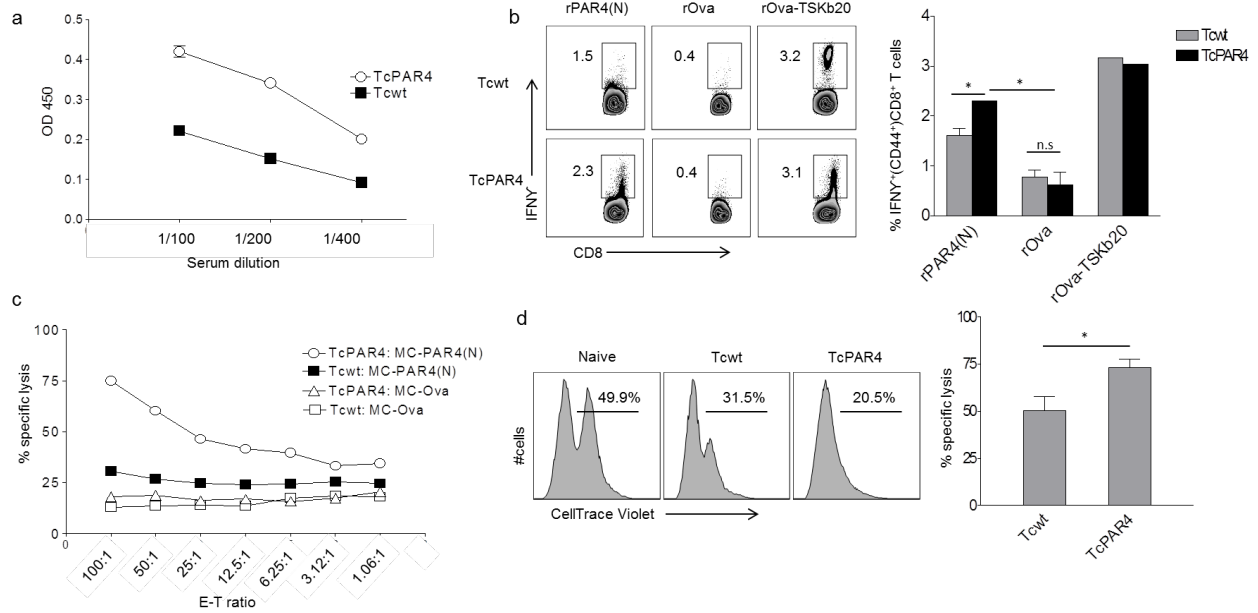 a
0.5
0.4
0.3
0.2
0.1
0.0
OD 450
TcPAR4
Tcwt
1/100 1/200 1/400
Serum dilution
b
rPAR4(N) rOva rOva-TSKb20
Tcwt
1.5 0.4 3.2
TcPAR4
2.3 0.4 3.1
IFNγ
CD8
4
3
2
1
0
% IFNγ⁺(CD44⁺)CD8⁺ T cells
* * n.s
Tcwt
TcPAR4
rPAR4(N) rOva rOva-TSKb20
c
100
75
50
25
0
% specific lysis
TcPAR4: MC-PAR4(N)
Tcwt: MC-PAR4(N)
TcPAR4: MC-Ova
Tcwt: MC-Ova
0 100:1 50:1 25:1 12.5:1 6.25:1 3.12:1 1.06:1
E-T ratio
d
Naive Tcwt TcPAR4
49.9% 31.5% 20.5%
#cells
CellTrace Violet
100
75
50
25
0
% specific lysis
*
Tcwt TcPAR4